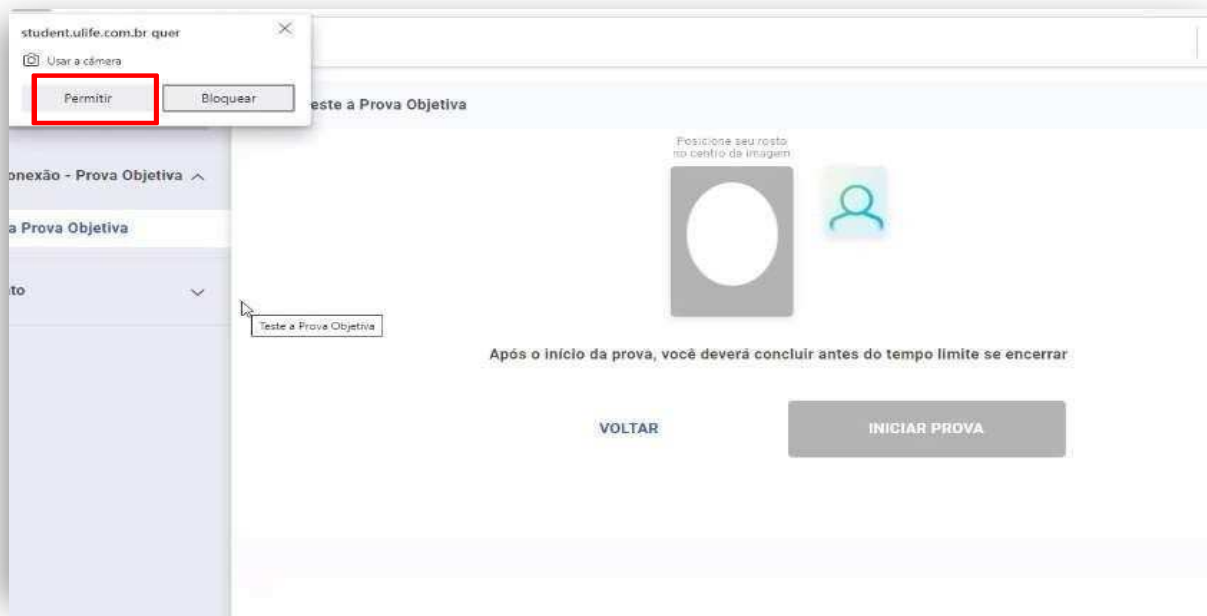 student.ulife.com.br quer
Usar a câmera
Permitir
Bloquear
este a Prova Objetiva
onexão - Prova Objetiva
a Prova Objetiva
to
Posicione seu rosto
no centro da imagem
Teste a Prova Objetiva
Após o início da prova, você deverá concluir antes do tempo limite se encerrar
VOLTAR
INICIAR PROVA